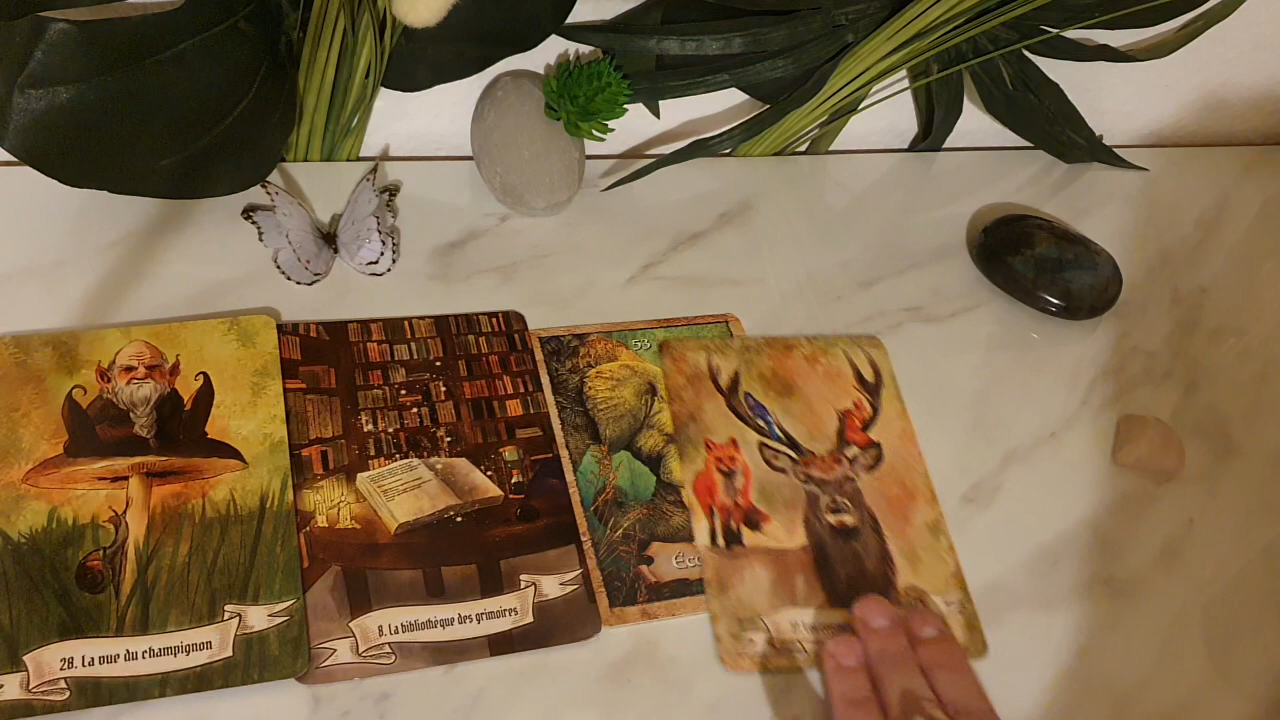 28. La vue du champignon
8. La bibliothèque des grimoires
53